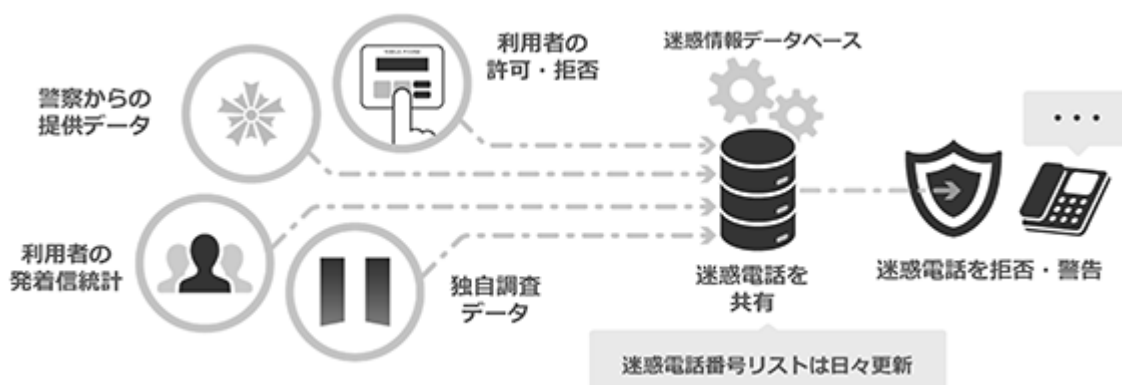 利用者の
許可・拒否
迷惑情報データベース
警察からの
提供データ
・・・
利用者の
発着信統計
独自調査
データ
迷惑電話を
共有
迷惑電話を拒否・警告
迷惑電話番号リストは日々更新